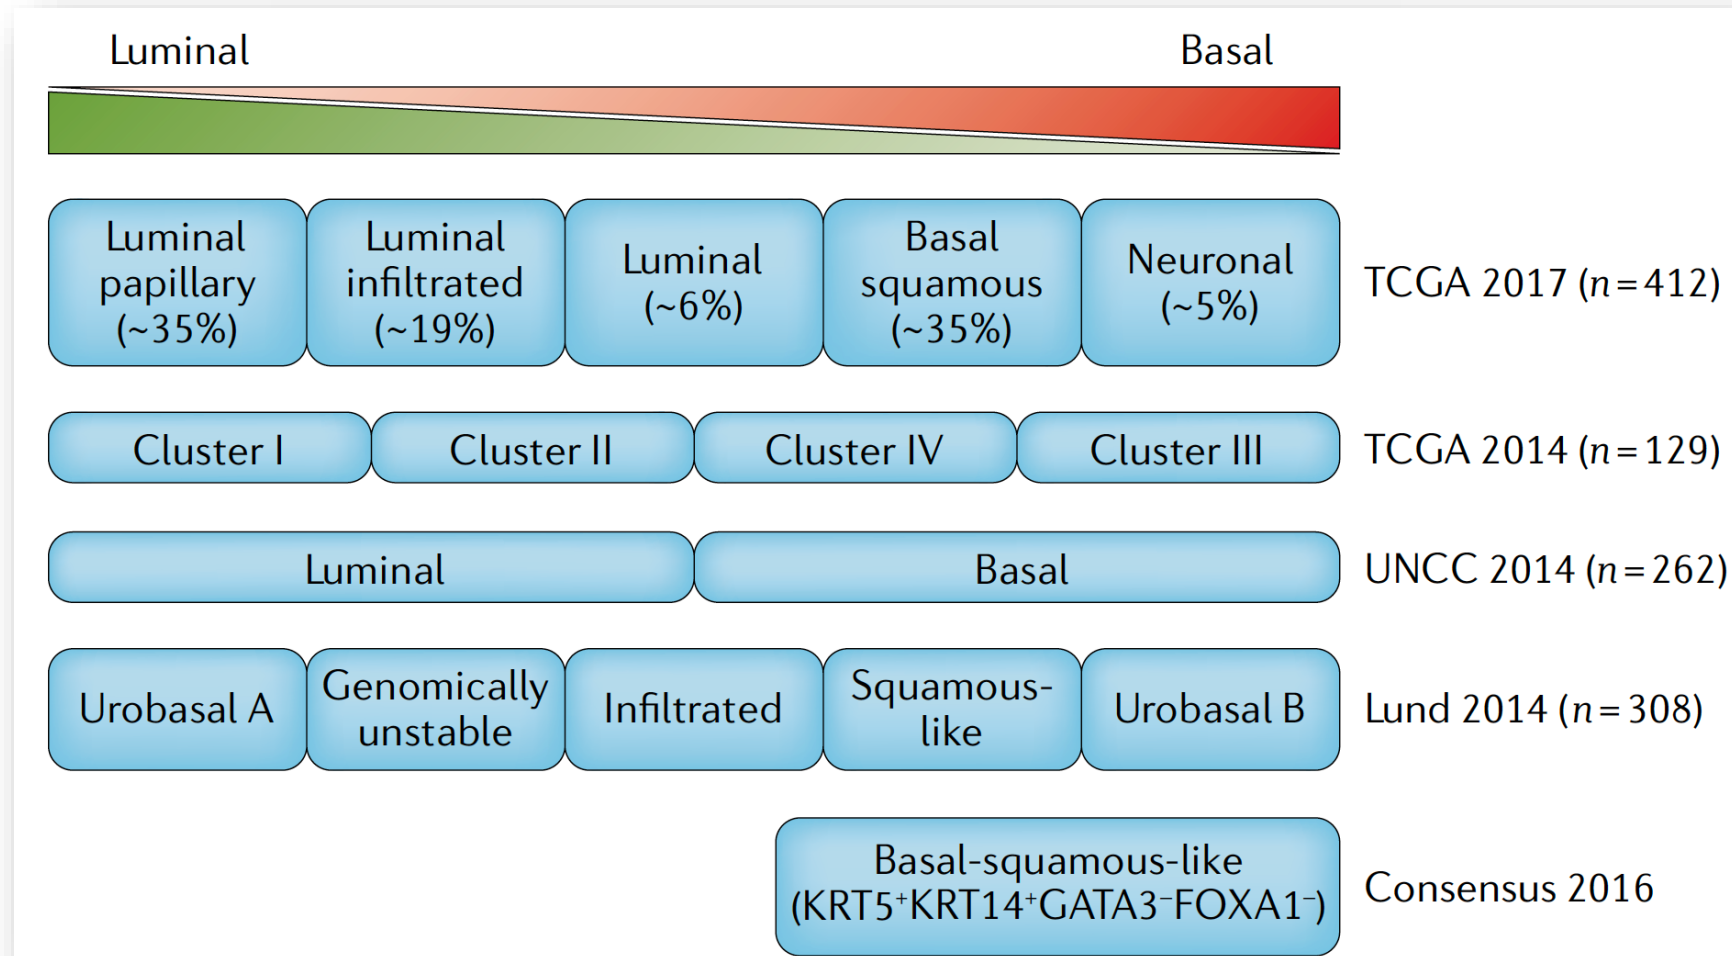 Luminal
Basal
Luminal
papillary
(~35%)
Luminal
infiltrated
(~19%)
Luminal
(~6%)
Basal
squamous
(~35%)
Neuronal
(~5%)
TCGA 2017 (n = 412)
Cluster I
Cluster II
Cluster IV
Cluster III
TCGA 2014 (n = 129)
Luminal
Basal
UNCC 2014 (n = 262)
Urobasal A
Genomically
unstable
Infiltrated
Squamous-
like
Urobasal B
Lund 2014 (n = 308)
Basal-squamous-like
(KRT5⁺KRT14⁺GATA3⁻FOXA1⁻)
Consensus 2016